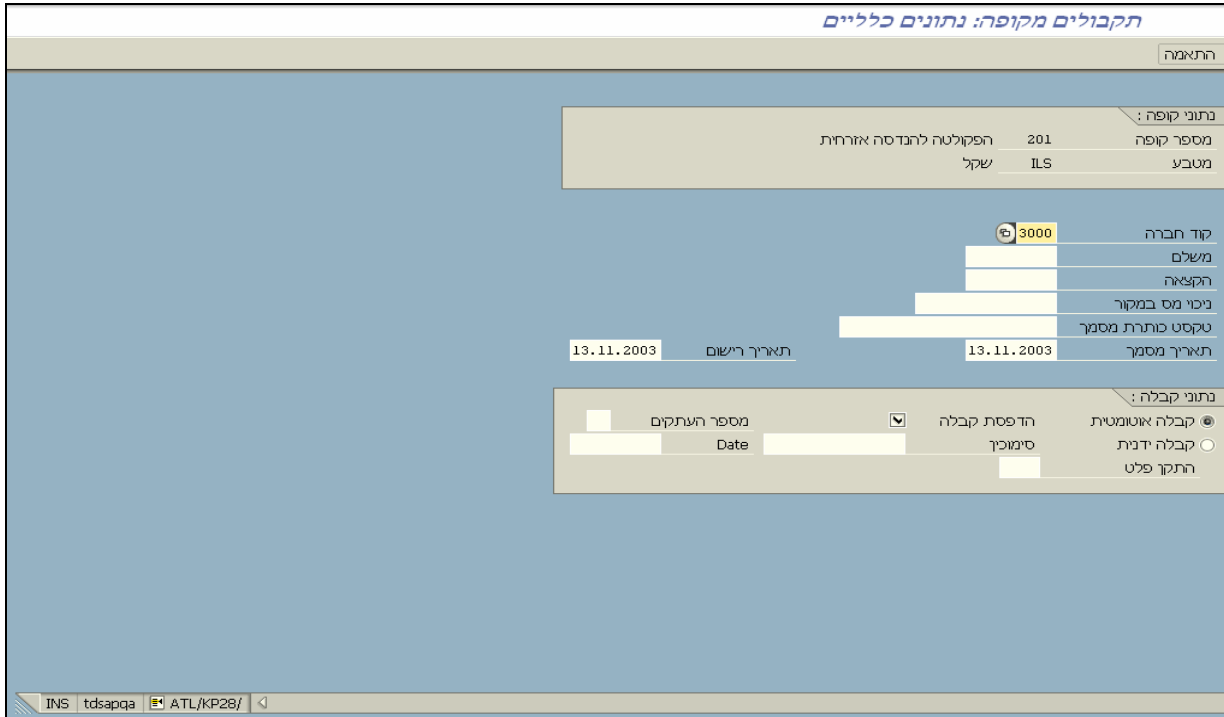 תקבולים מקופה: נתונים כלליים
התאמה
נתוני קופה :
מספר קופה 201 הפקולטה להנדסה אזרחית
מטבע ILS שקל
קוד חברה 3000
משלם
הקצאה
ניכוי מס במקור
טקסט כותרת מסמך
תאריך מסמך 13.11.2003 תאריך רישום 13.11.2003
נתוני קבלה :
קבלה אוטומטית הדפסת קבלה מספר העתקים
קבלה ידנית סימוכין Date
התקן פלט
INS tdsapqa ATL/KP28/